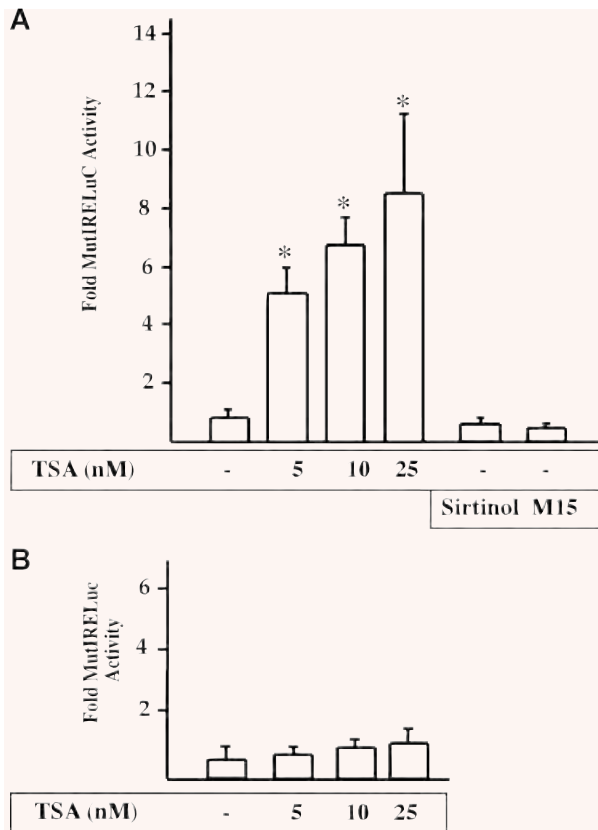 A
Fold MutIRELuC Activity
14
12
10
8
6
4
2
*
*
*
TSA (nM) - 5 10 25 - -
Sirtinol M15
B
Fold MutIRELuc
Activity
6
4
2
TSA (nM) - 5 10 25